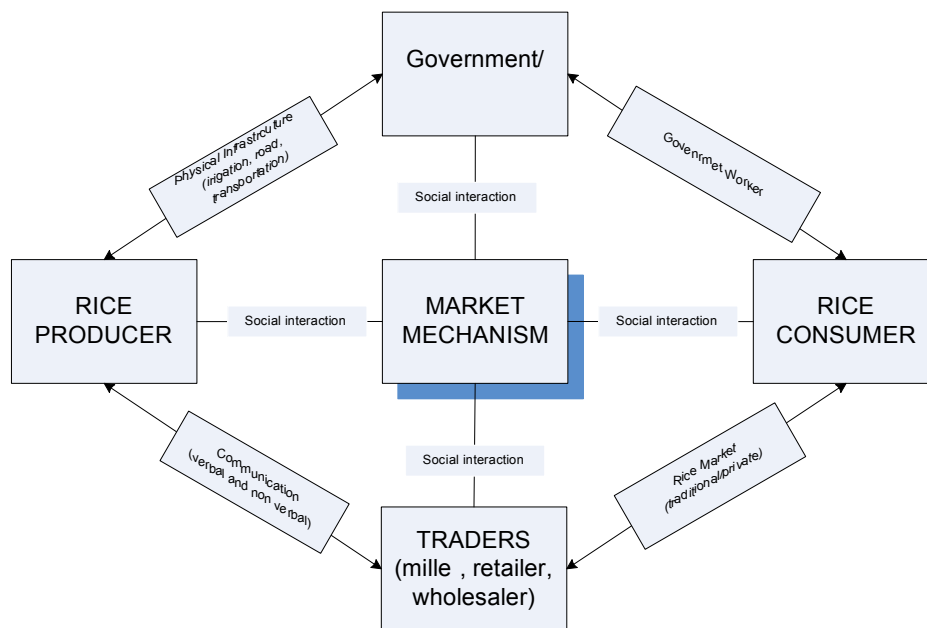 Government/
Physical Infrastrcuture
(irigation, road,
transportation)
Govenrmet Worker
Social interaction
RICE
PRODUCER
Social interaction
MARKET
MECHANISM
Social interaction
RICE
CONSUMER
Social interaction
Communication
(verbal and non verbal)
Rice Market
(traditional/private)
TRADERS
(mille , retailer,
wholesaler)